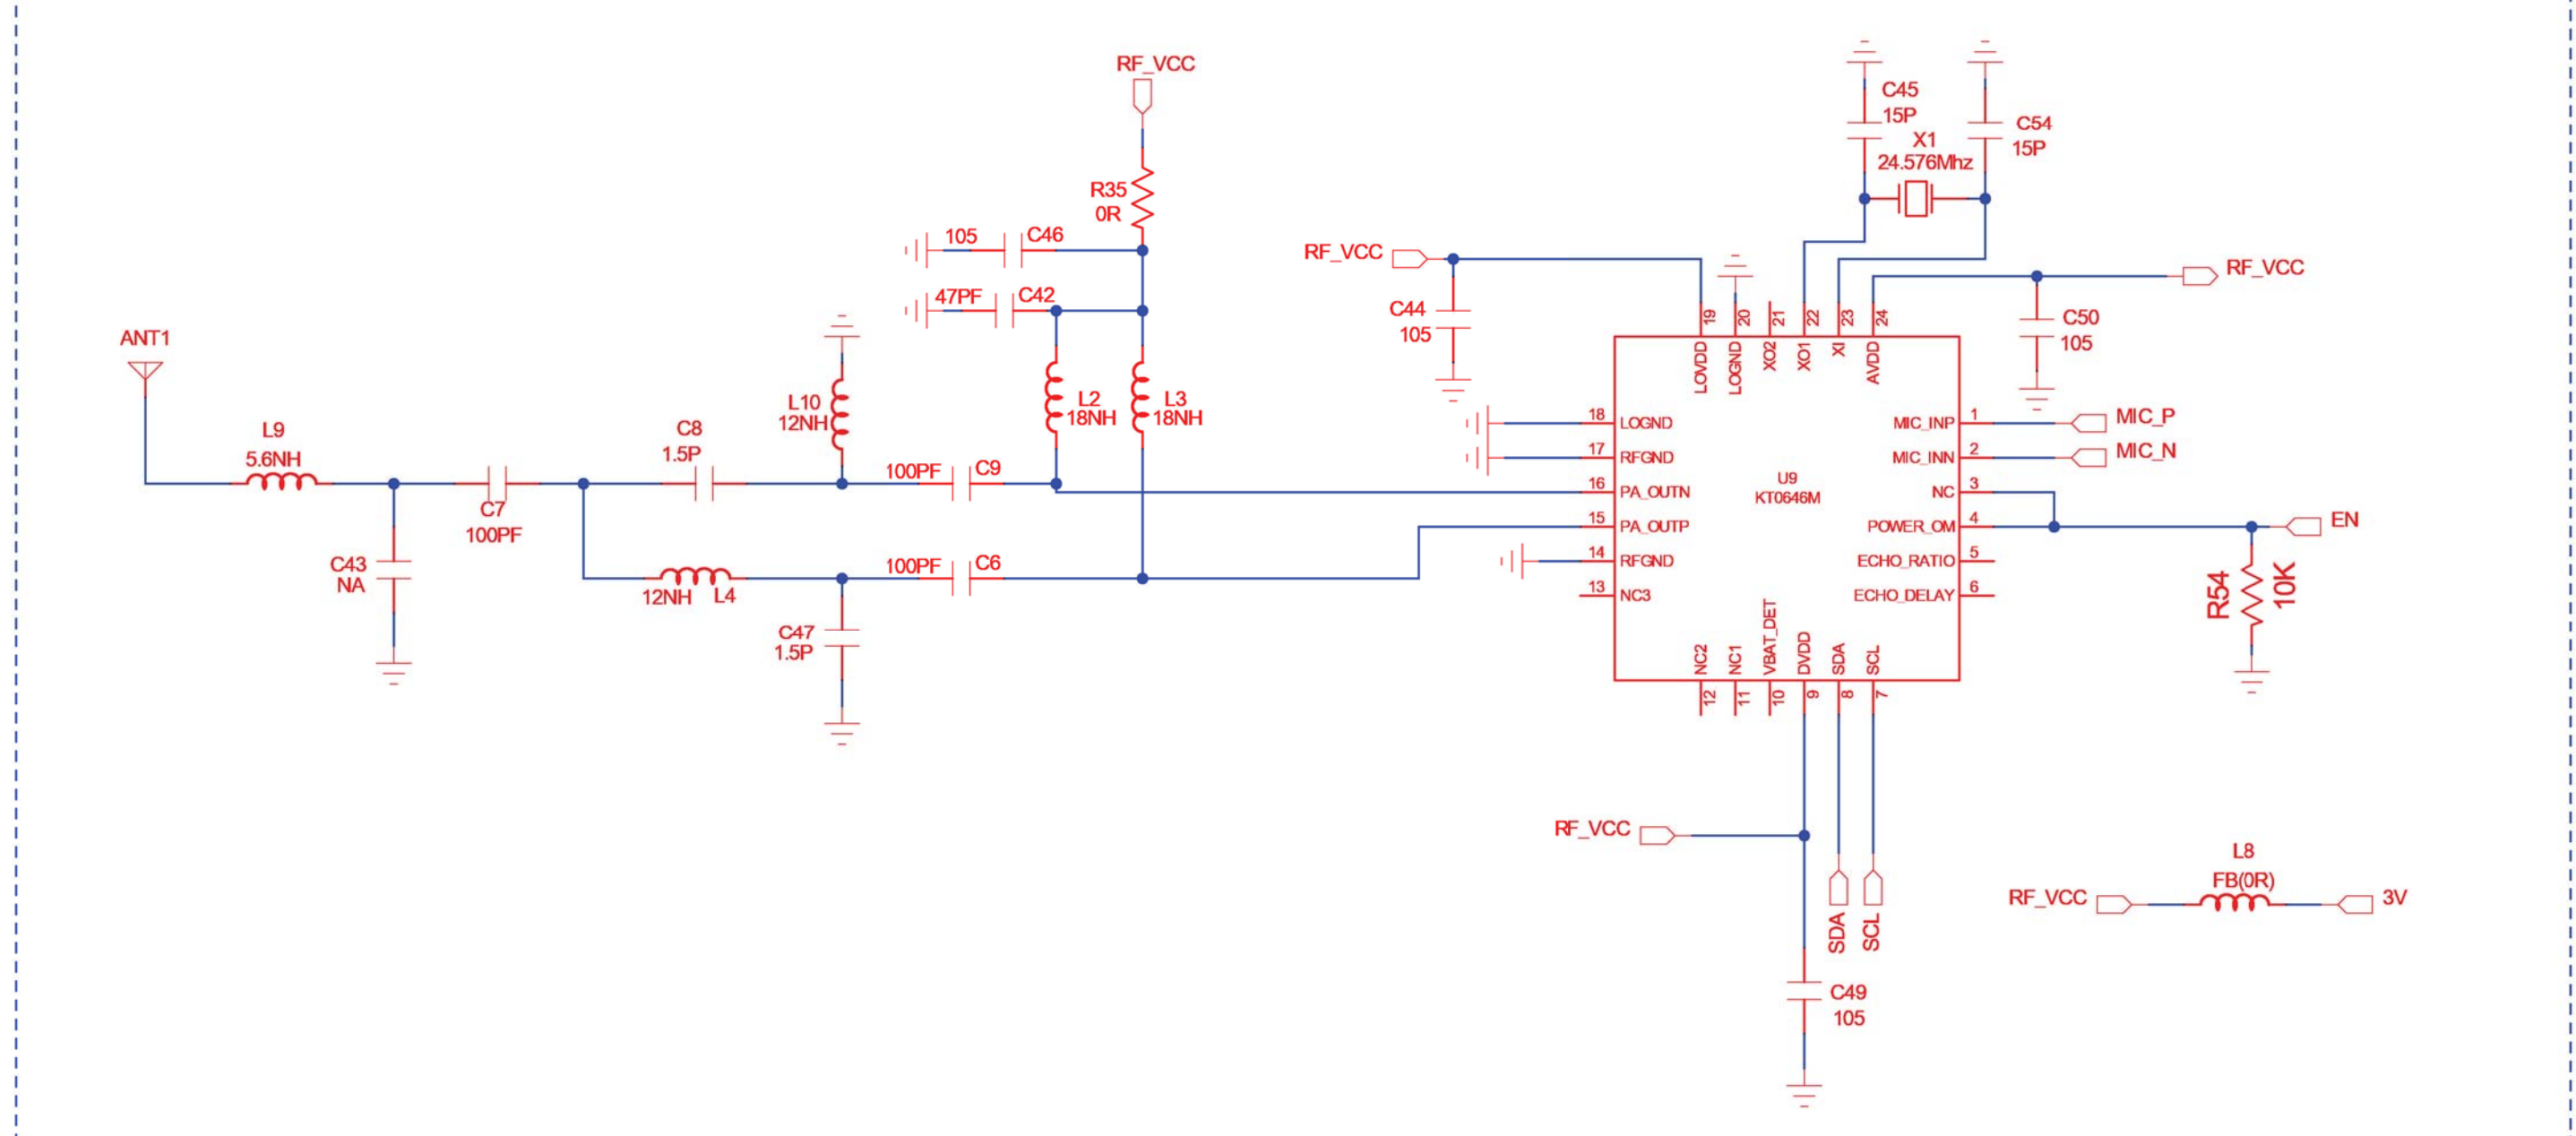 RF_VCC
R35
0R
105
C46
47PF
C42
ANT1
L9
5.6NH
C43
NA
C7
100PF
C8
1.5P
L10
12NH
L2
18NH
L3
18NH
100PF
C9
100PF
C6
12NH
L4
C47
1.5P
C45
15P
X1
24.576Mhz
C54
15P
RF_VCC
C44
105
RF_VCC
C50
105
19
20
21
22
23
24
LOVDD
LOGND
XO2
XO1
XI
AVDD
18
LOGND
17
RFGND
16
PA_OUTN
15
PA_OUTP
14
RFGND
13
NC3
U9
KT0646M
MIC_INP
1
MIC_P
MIC_INN
2
MIC_N
NC
3
POWER_OM
4
EN
ECHO_RATIO
5
ECHO_DELAY
6
R54
10K
NC2
NC1
VBAT_DET
DVDD
SDA
SCL
12
11
10
9
8
7
RF_VCC
SDA
SCL
C49
105
L8
FB(0R)
RF_VCC
3V